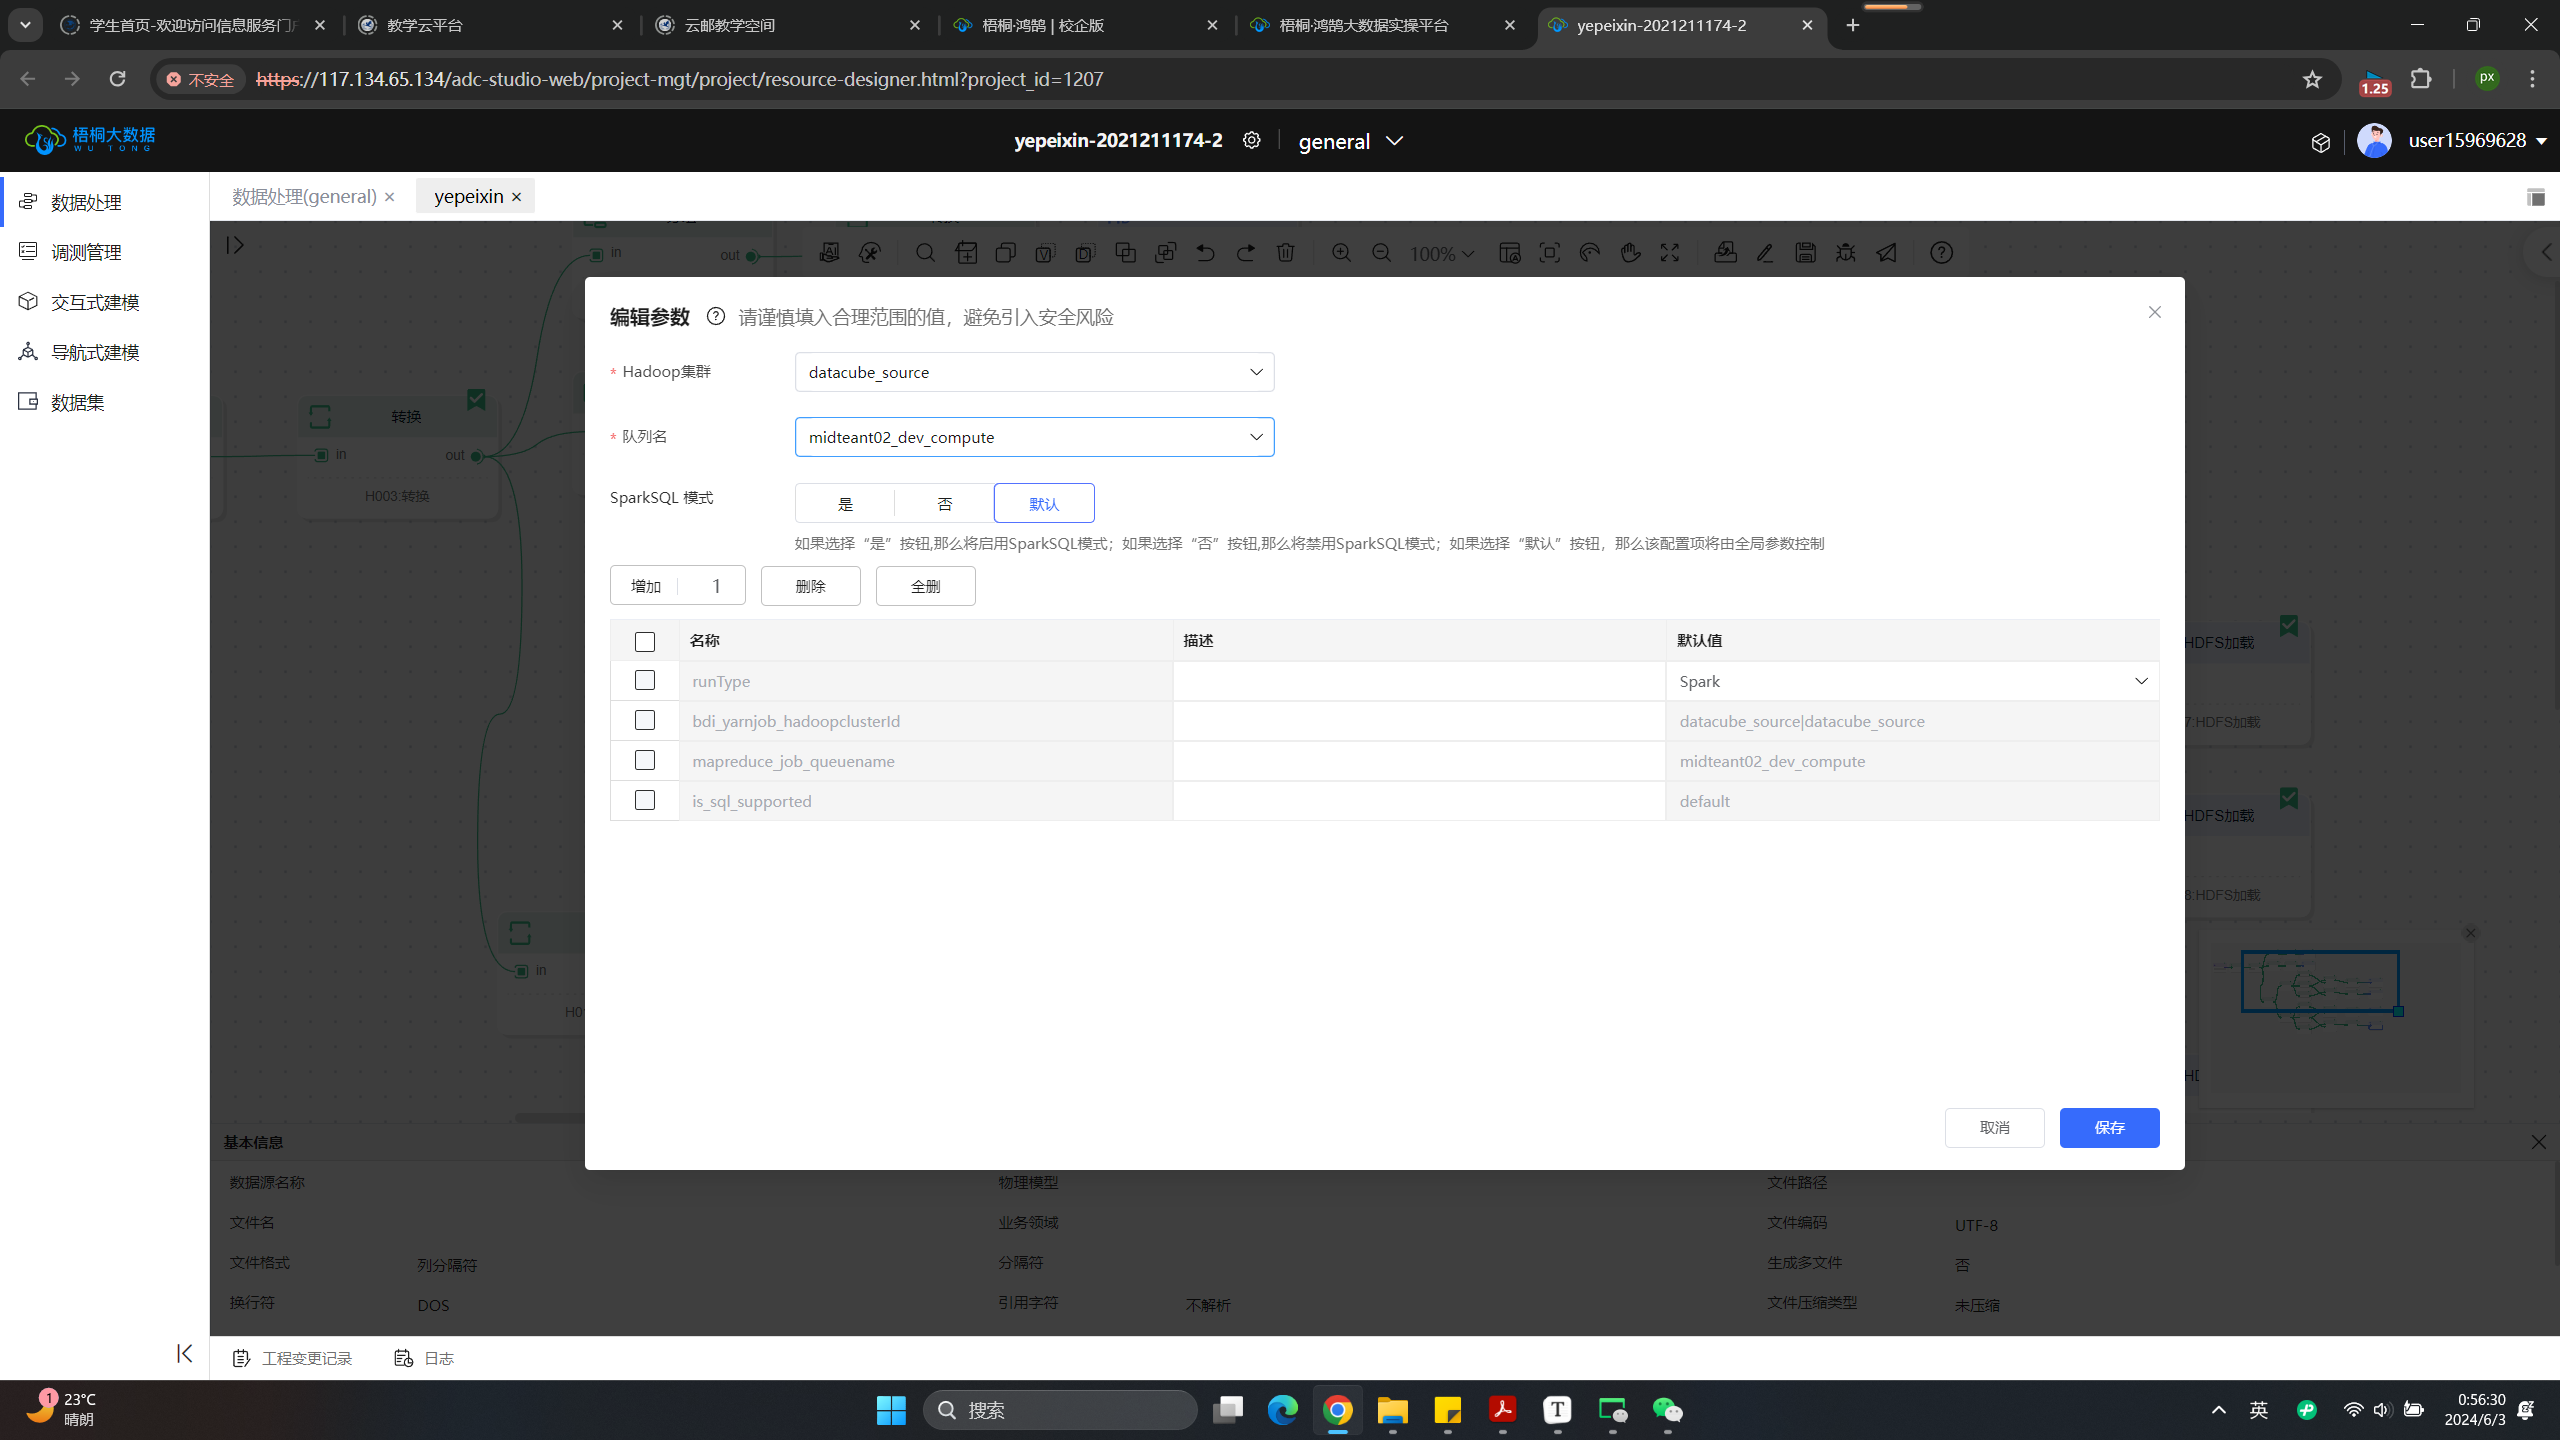 学生首页-欢迎访问信息服务门户
教学云平台
云邮教学空间
梧桐·鸿鹄 | 校企版
梧桐·鸿鹄大数据实操平台
yepeixin-2021211174-2
不安全
https://117.134.65.134/adc-studio-web/project-mgt/project/resource-designer.html?project_id=1207
1.25
px
梧桐大数据
WU TONG
yepeixin-2021211174-2
general
user15969628
数据处理
调测管理
交互式建模
导航式建模
数据集
数据处理(general)
yepeixin
in
out
100%
转换
in
out
H003:转换
in
编辑参数
请谨慎填入合理范围的值，避免引入安全风险
* Hadoop集群
datacube_source
* 队列名
midteant02_dev_compute
SparkSQL 模式
是
否
默认
如果选择“是”按钮,那么将启用SparkSQL模式；如果选择“否”按钮,那么将禁用SparkSQL模式；如果选择“默认”按钮，那么该配置项将由全局参数控制
增加
1
删除
全删
名称
描述
默认值
runType
Spark
bdi_yarnjob_hadoopclusterId
datacube_source|datacube_source
mapreduce_job_queuename
midteant02_dev_compute
is_sql_supported
default
取消
保存
HDFS加载
7:HDFS加载
HDFS加载
8:HDFS加载
基本信息
数据源名称
物理模型
文件路径
文件名
业务领域
文件编码
UTF-8
文件格式
列分隔符
分隔符
生成多文件
否
换行符
DOS
引用字符
不解析
文件压缩类型
未压缩
工程变更记录
日志
1
23°C
晴朗
搜索
英
0:56:30
2024/6/3